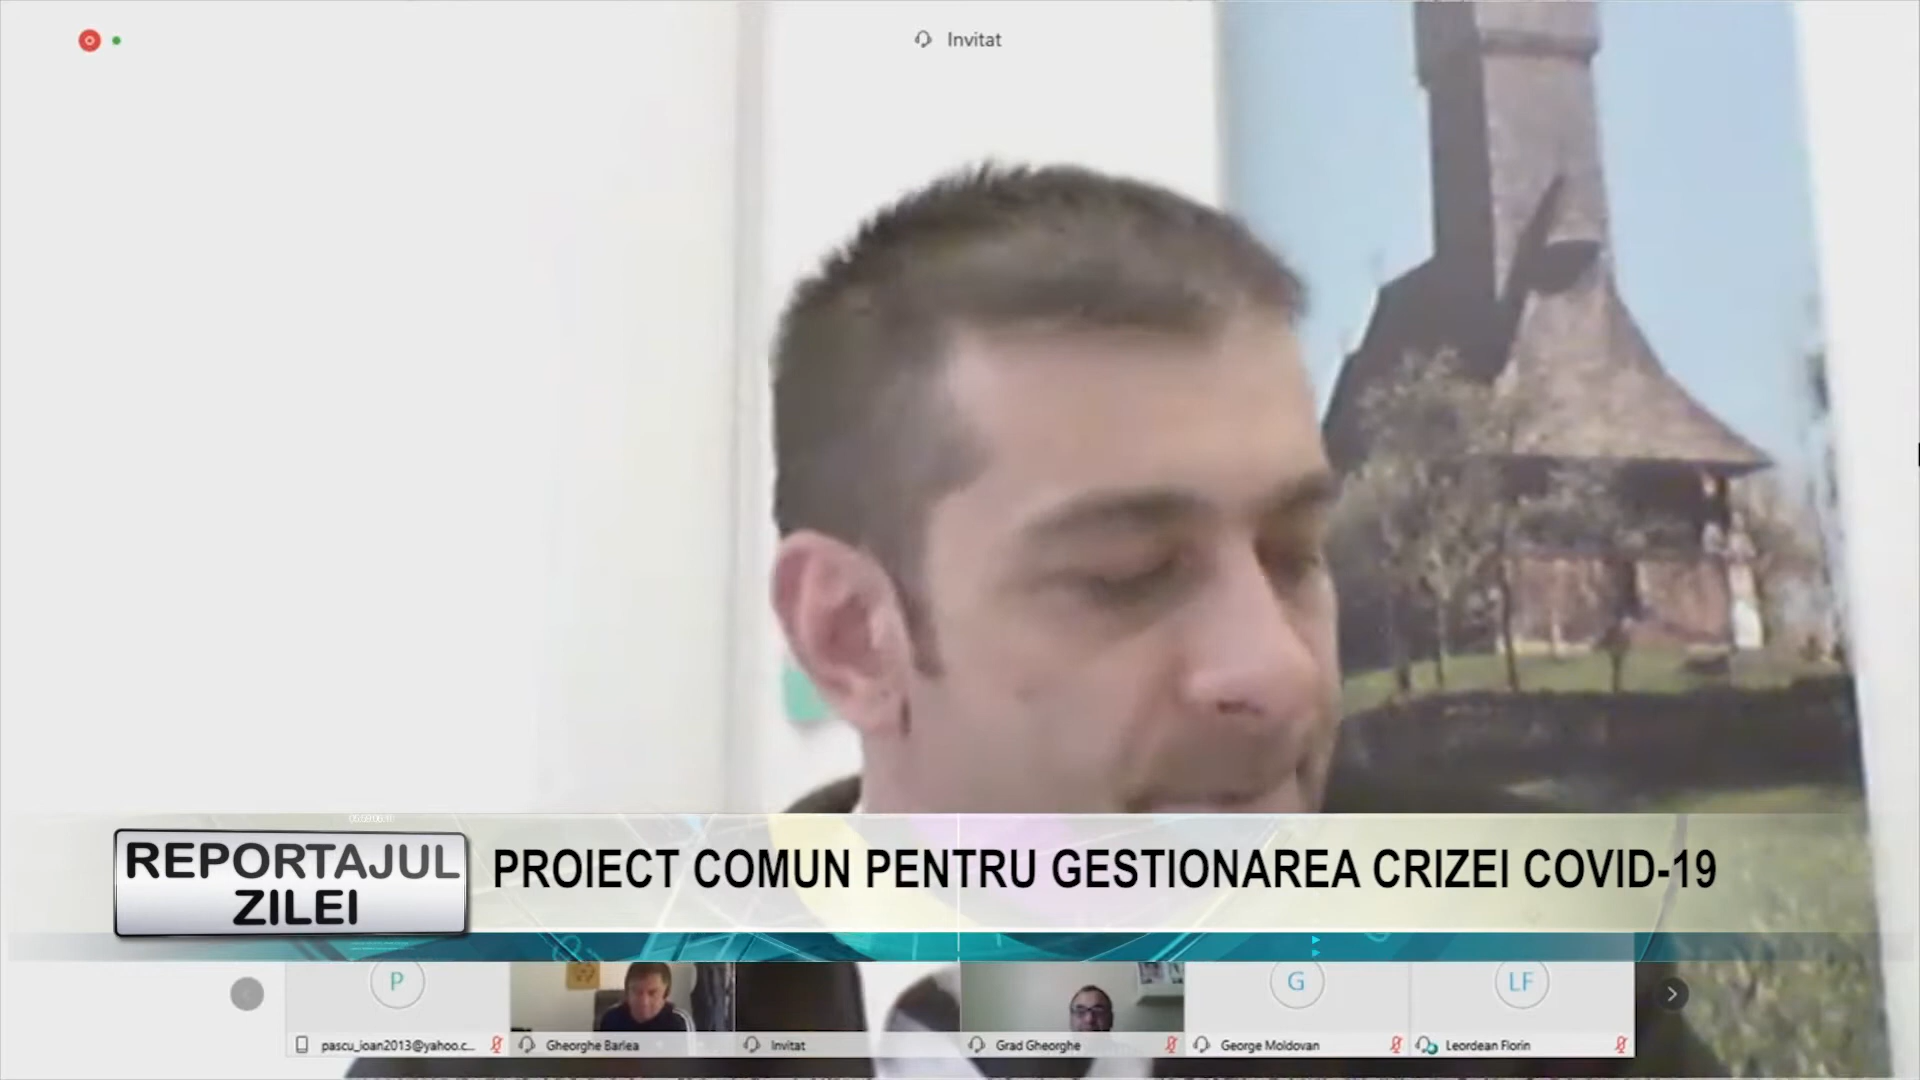 Invitat
REPORTAJUL
ZILEI
PROIECT COMUN PENTRU GESTIONAREA CRIZEI COVID-19
P
G
LF
pascu_ioan2013@yahoo.c...
Gheorghe Barlea
Invitat
Grad Gheorghe
George Moldovan
Leordean Florin